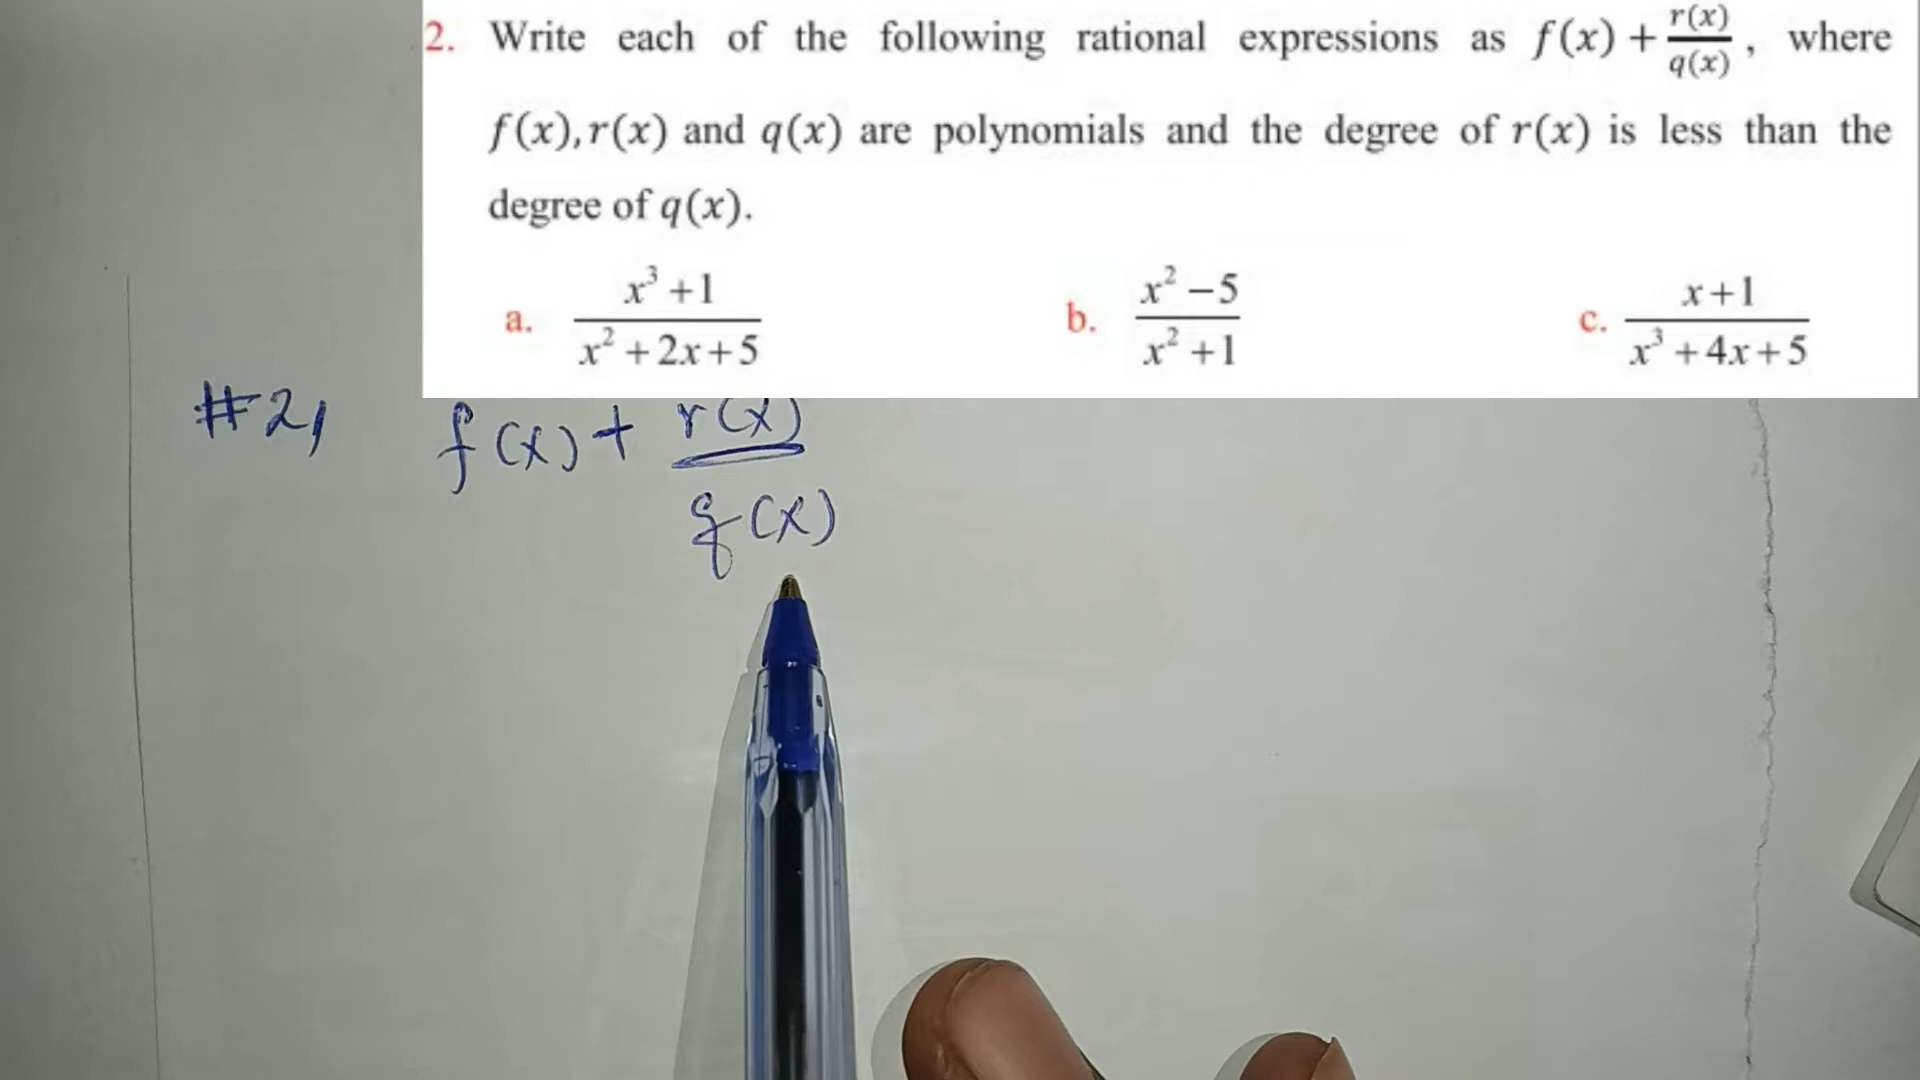 2. Write each of the following rational expressions as f(x) + r(x)/q(x), where
f(x), r(x) and q(x) are polynomials and the degree of r(x) is less than the
degree of q(x).
a. (x³+1)/(x²+2x+5) b. (x²−5)/(x²+1) c. (x+1)/(x³+4x+5)
#2, f(x) + r(x)/q(x)